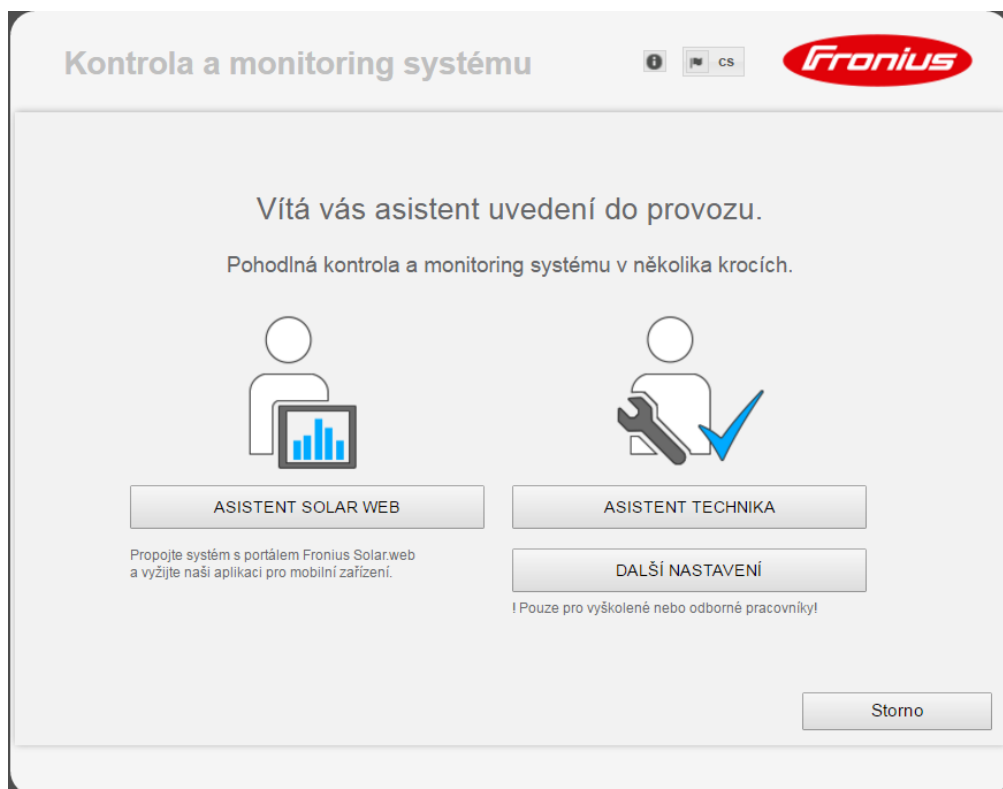 Kontrola a monitoring systému
CS
Fronius
Vítá vás asistent uvedení do provozu.
Pohodlná kontrola a monitoring systému v několika krocích.
ASISTENT SOLAR WEB
Propojte systém s portálem Fronius Solar.web
a vyžijte naši aplikaci pro mobilní zařízení.
ASISTENT TECHNIKA
DALŠÍ NASTAVENÍ
! Pouze pro vyškolené nebo odborné pracovníky!
Storno